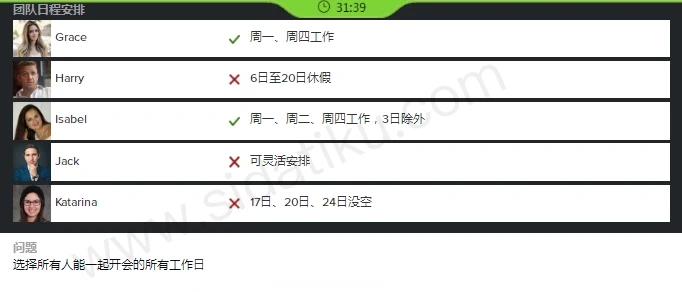 团队日程安排
31:39
Grace 周一、周四工作
Harry 6日至20日休假
Isabel 周一、周二、周四工作，3日除外
Jack 可灵活安排
Katarina 17日、20日、24日没空
www.sidatiku.com
问题
选择所有人能一起开会的所有工作日